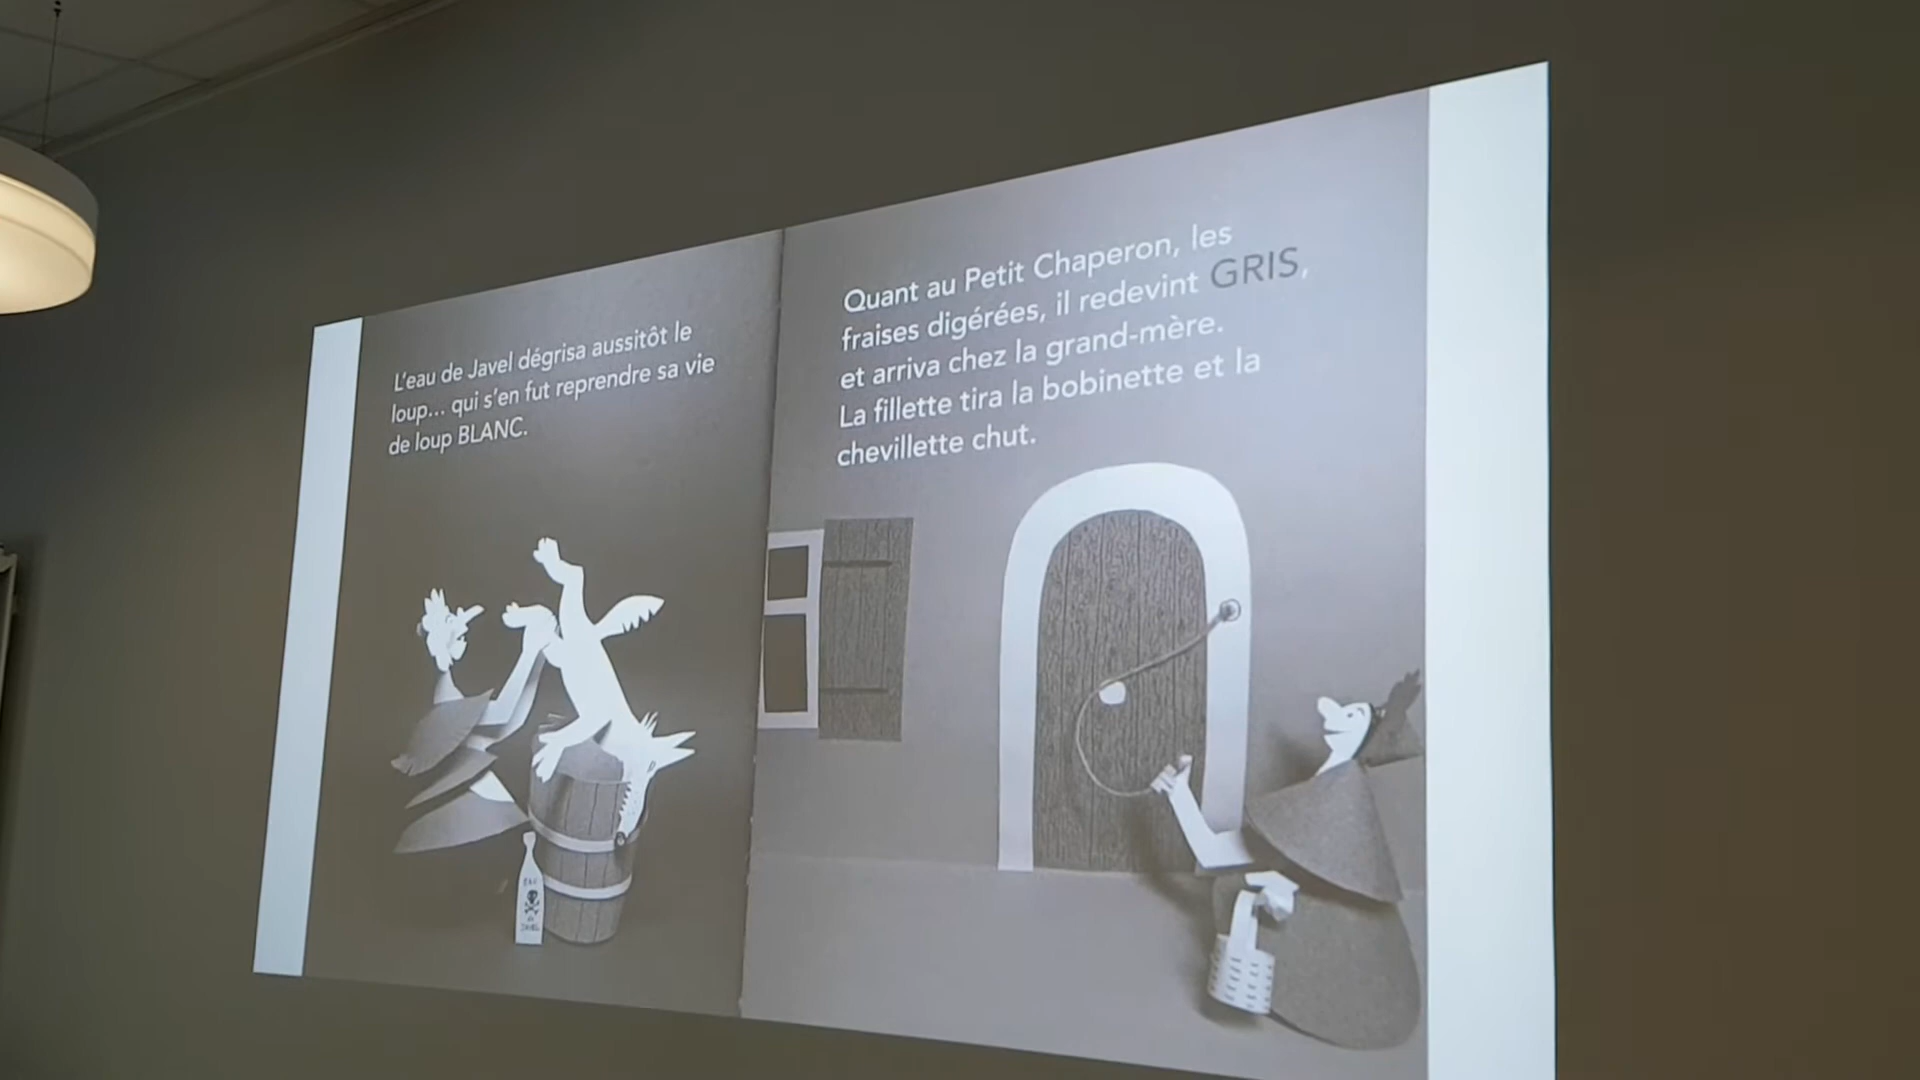 L'eau de Javel dégrisa aussitôt le
loup... qui s'en fut reprendre sa vie
de loup BLANC.
Quant au Petit Chaperon, les
fraises digérées, il redevint GRIS,
et arriva chez la grand-mère.
La fillette tira la bobinette et la
chevillette chut.